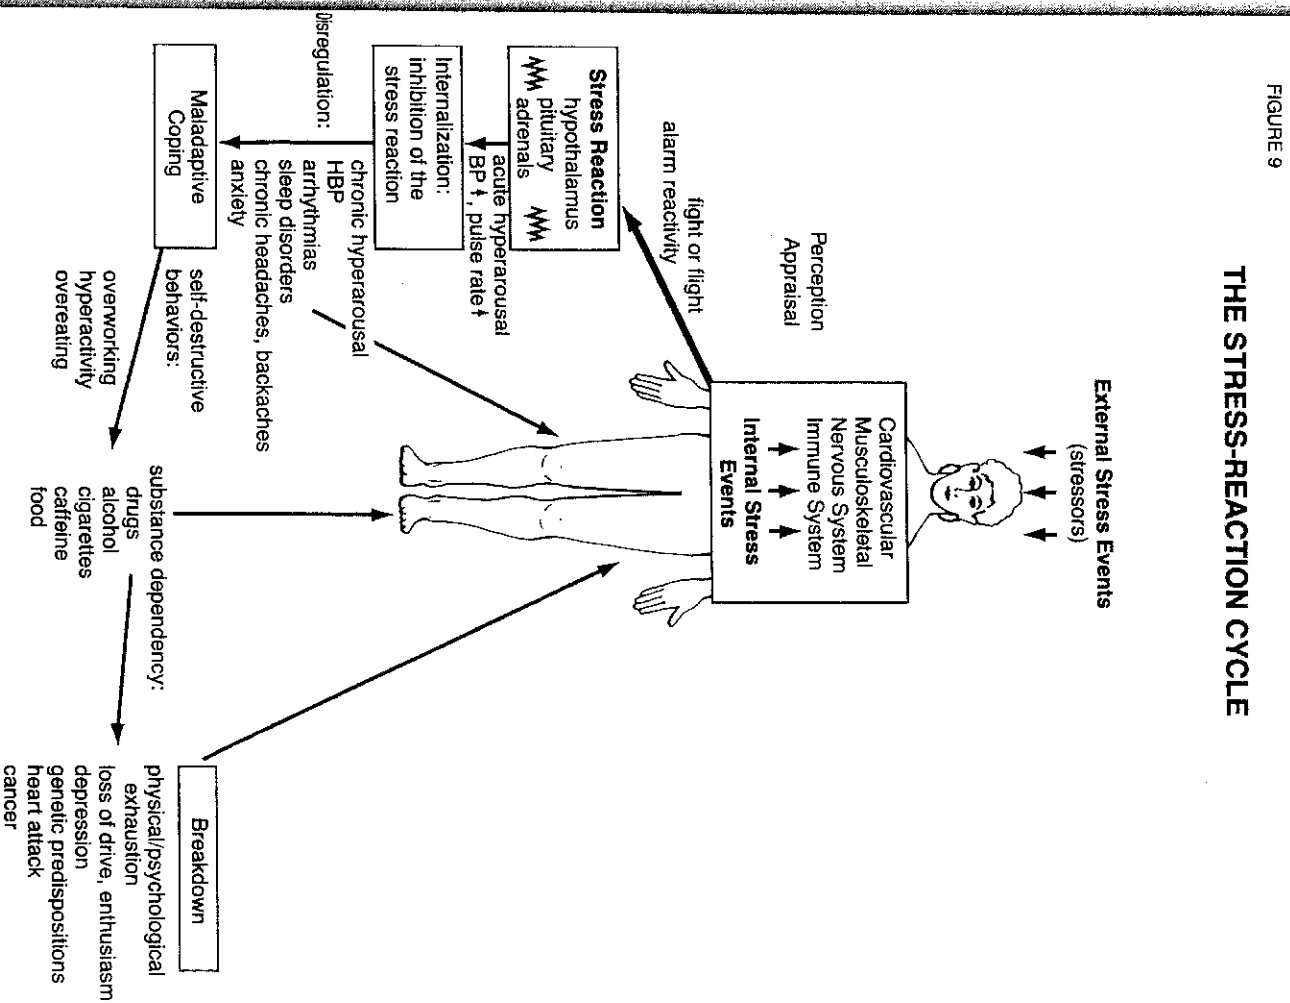 FIGURE 9
THE STRESS-REACTION CYCLE
External Stress Events
(stressors)
Cardiovascular
Musculoskeletal
Nervous System
Immune System
Internal Stress
Events
Perception
Appraisal
fight or flight
alarm reactivity
Stress Reaction
hypothalamus
pituitary
adrenals
acute hyperarousal
BP↑, pulse rate↑
Internalization:
inhibition of the
stress reaction
Disregulation:
chronic hyperarousal
HBP
arrhythmias
sleep disorders
chronic headaches, backaches
anxiety
Maladaptive
Coping
self-destructive
behaviors:
overworking
hyperactivity
overeating
substance dependency:
drugs
alcohol
cigarettes
caffeine
food
Breakdown
physical/psychological
exhaustion
loss of drive, enthusiasm
depression
genetic predispositions
heart attack
cancer